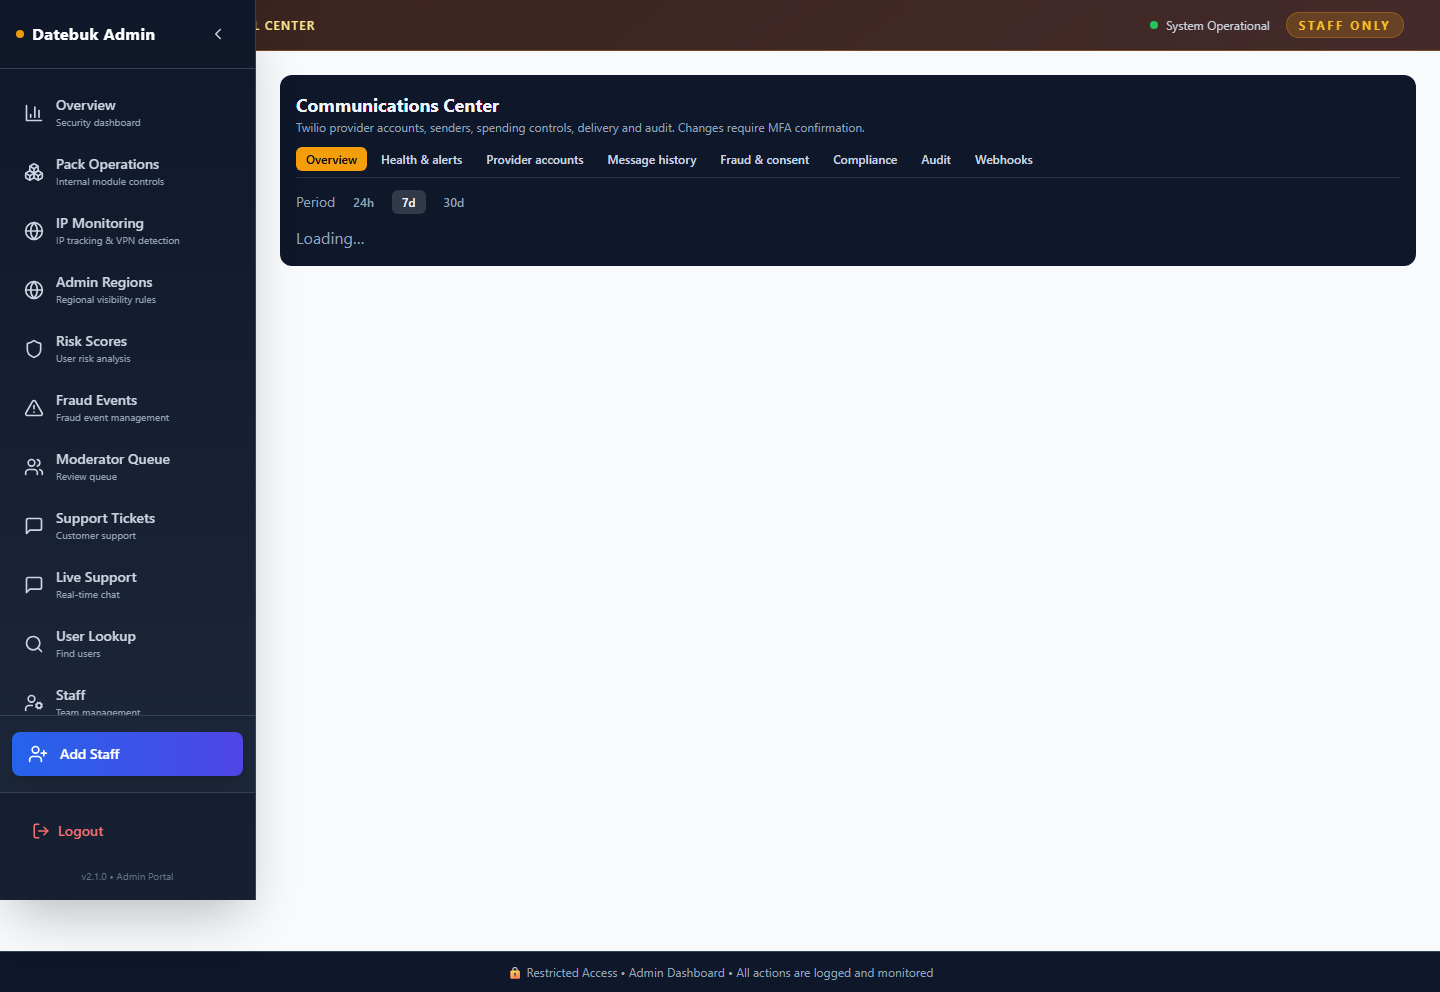 Datebuk Admin
L CENTER
System Operational
STAFF ONLY
Overview
Security dashboard
Pack Operations
Internal module controls
IP Monitoring
IP tracking & VPN detection
Admin Regions
Regional visibility rules
Risk Scores
User risk analysis
Fraud Events
Fraud event management
Moderator Queue
Review queue
Support Tickets
Customer support
Live Support
Real-time chat
User Lookup
Find users
Staff
Team management
Add Staff
Logout
v2.1.0 • Admin Portal
Communications Center
Twilio provider accounts, senders, spending controls, delivery and audit. Changes require MFA confirmation.
Overview Health & alerts Provider accounts Message history Fraud & consent Compliance Audit Webhooks
Period 24h 7d 30d
Loading...
Restricted Access • Admin Dashboard • All actions are logged and monitored